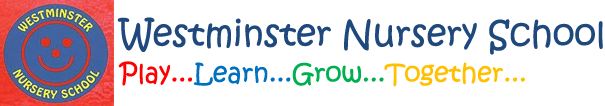 WESTMINSTER
NURSERY SCHOOL
Westminster Nursery School
Play...Learn...Grow...Together...